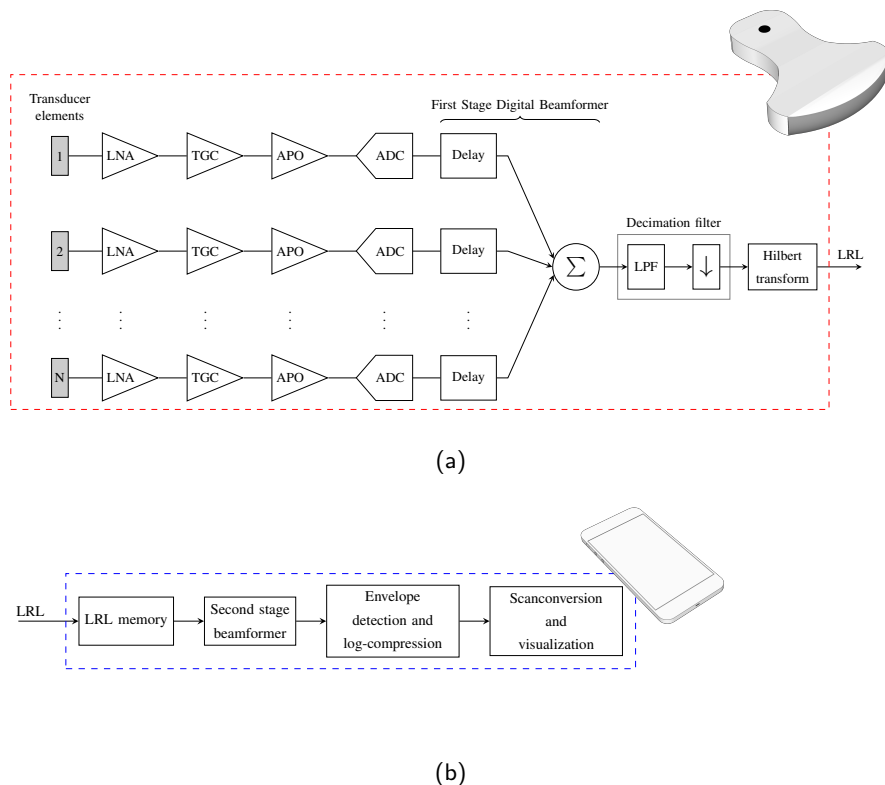 Transducer
elements
First Stage Digital Beamformer
1 LNA TGC APO ADC Delay
2 LNA TGC APO ADC Delay
N LNA TGC APO ADC Delay
∑
Decimation filter
LPF ↓
Hilbert
transform
LRL
(a)
LRL
LRL memory
Second stage
beamformer
Envelope
detection and
log-compression
Scanconversion
and
visualization
(b)